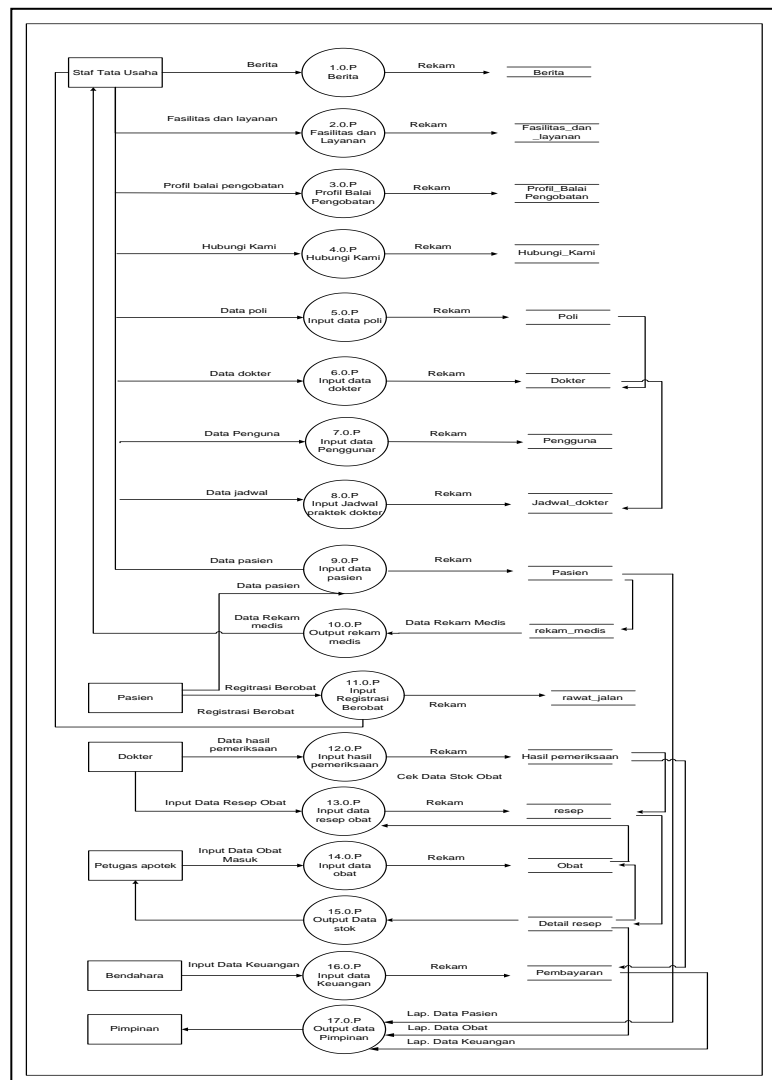 Staf Tata Usaha
Berita
1.0.P
Berita
Rekam
Berita
Fasilitas dan layanan
2.0.P
Fasilitas dan
Layanan
Rekam
Fasilitas_dan
_layanan
Profil balai pengobatan
3.0.P
Profil Balai
Pengobatan
Rekam
Profil_Balai
Pengobatan
Hubungi Kami
4.0.P
Hubungi Kami
Rekam
Hubungi_Kami
Data poli
5.0.P
Input data poli
Rekam
Poli
Data dokter
6.0.P
Input data
dokter
Rekam
Dokter
Data Penguna
7.0.P
Input data
Penggunar
Rekam
Pengguna
Data jadwal
8.0.P
Input Jadwal
praktek dokter
Rekam
Jadwal_dokter
Data pasien
9.0.P
Input data
pasien
Rekam
Pasien
Data pasien
Data Rekam
medis
10.0.P
Output rekam
medis
Data Rekam Medis
rekam_medis
Pasien
Regitrasi Berobat
Registrasi Berobat
11.0.P
Input
Registrasi
Berobat
Rekam
rawat_jalan
Dokter
Data hasil
pemeriksaan
12.0.P
Input hasil
pemeriksaan
Rekam
Hasil pemeriksaan
Cek Data Stok Obat
Input Data Resep Obat
13.0.P
Input data
resep obat
Rekam
resep
Petugas apotek
Input Data Obat
Masuk
14.0.P
Input data
obat
Rekam
Obat
15.0.P
Output Data
stok
Detail resep
Bendahara
Input Data Keuangan
16.0.P
Input data
Keuangan
Rekam
Pembayaran
Pimpinan
17.0.P
Output data
Pimpinan
Lap. Data Pasien
Lap. Data Obat
Lap. Data Keuangan